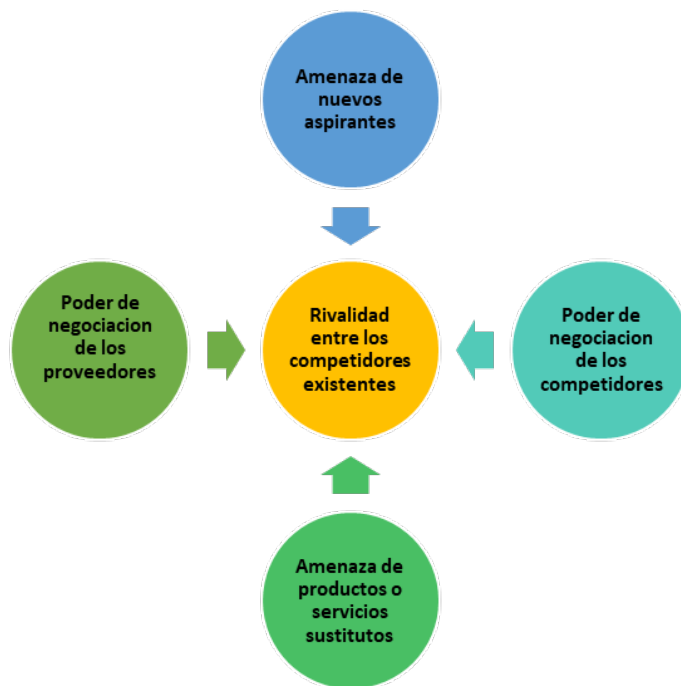 Amenaza de
nuevos
aspirantes
Poder de
negociacion
de los
proveedores
Rivalidad
entre los
competidores
existentes
Poder de
negociacion
de los
competidores
Amenaza de
productos o
servicios
sustitutos